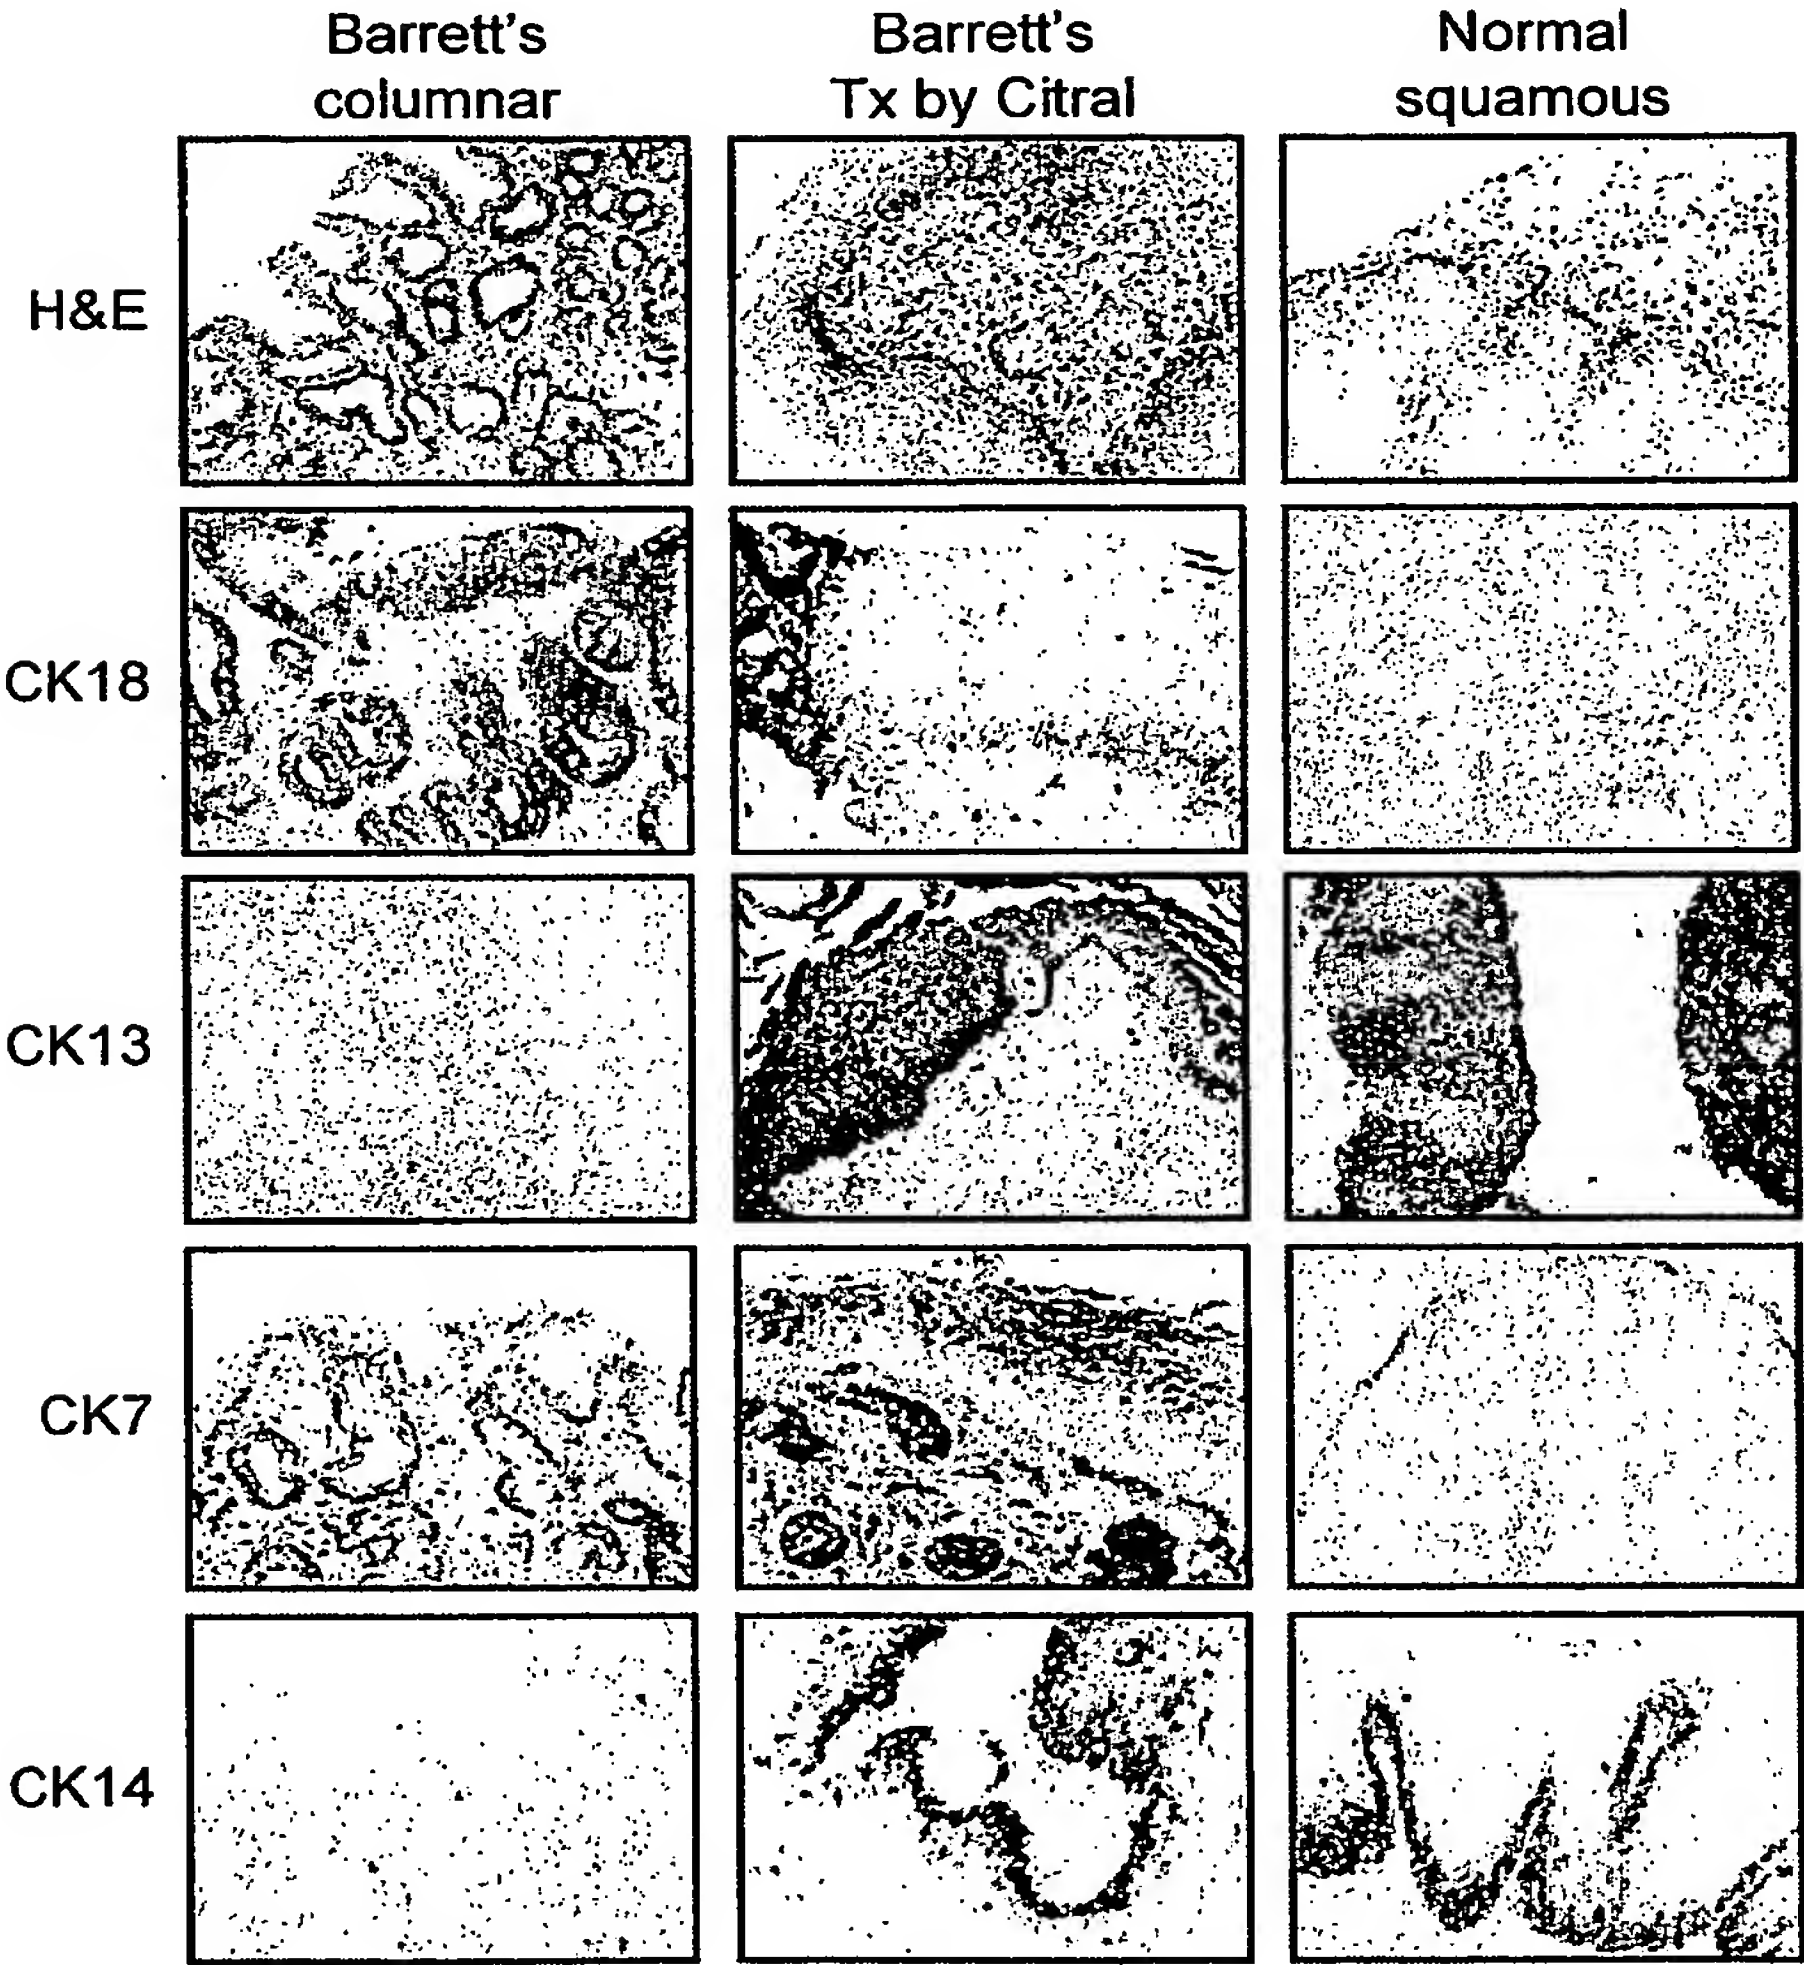 Barrett's
columnar
Barrett's
Tx by Citral
Normal
squamous
H&E
CK18
CK13
CK7
CK14